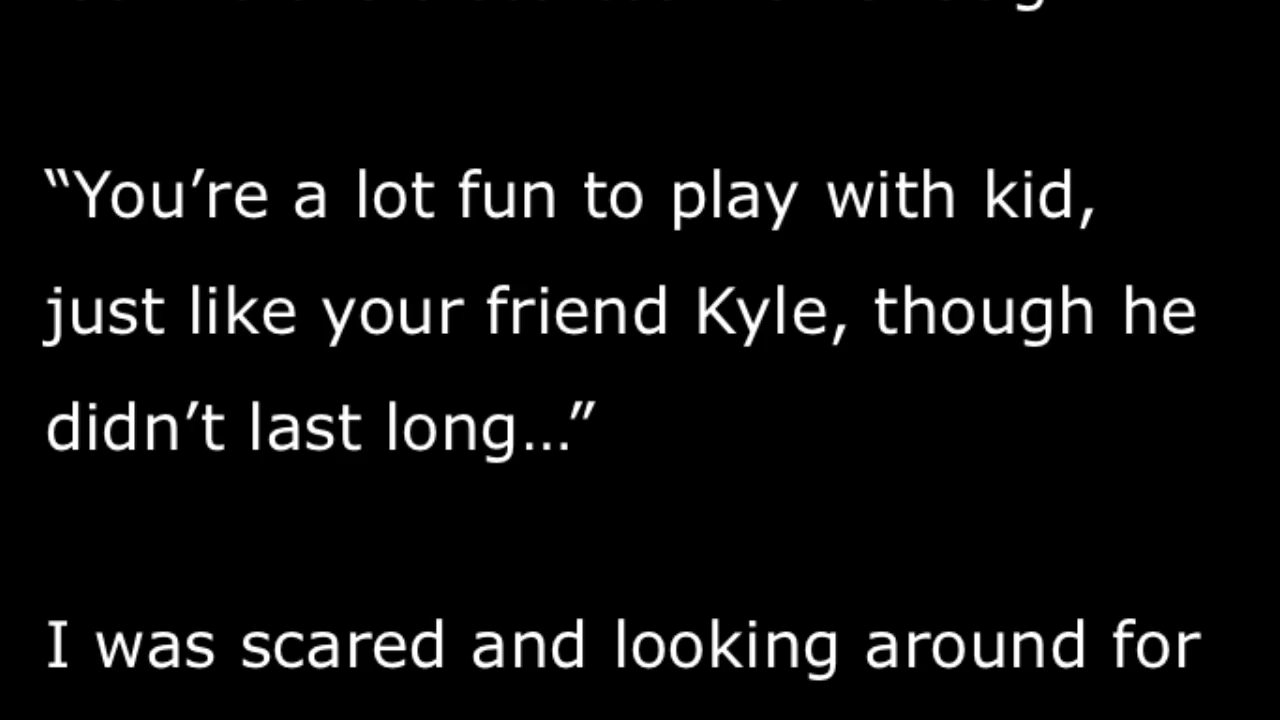 “You’re a lot fun to play with kid,
just like your friend Kyle, though he
didn’t last long…”
I was scared and looking around for